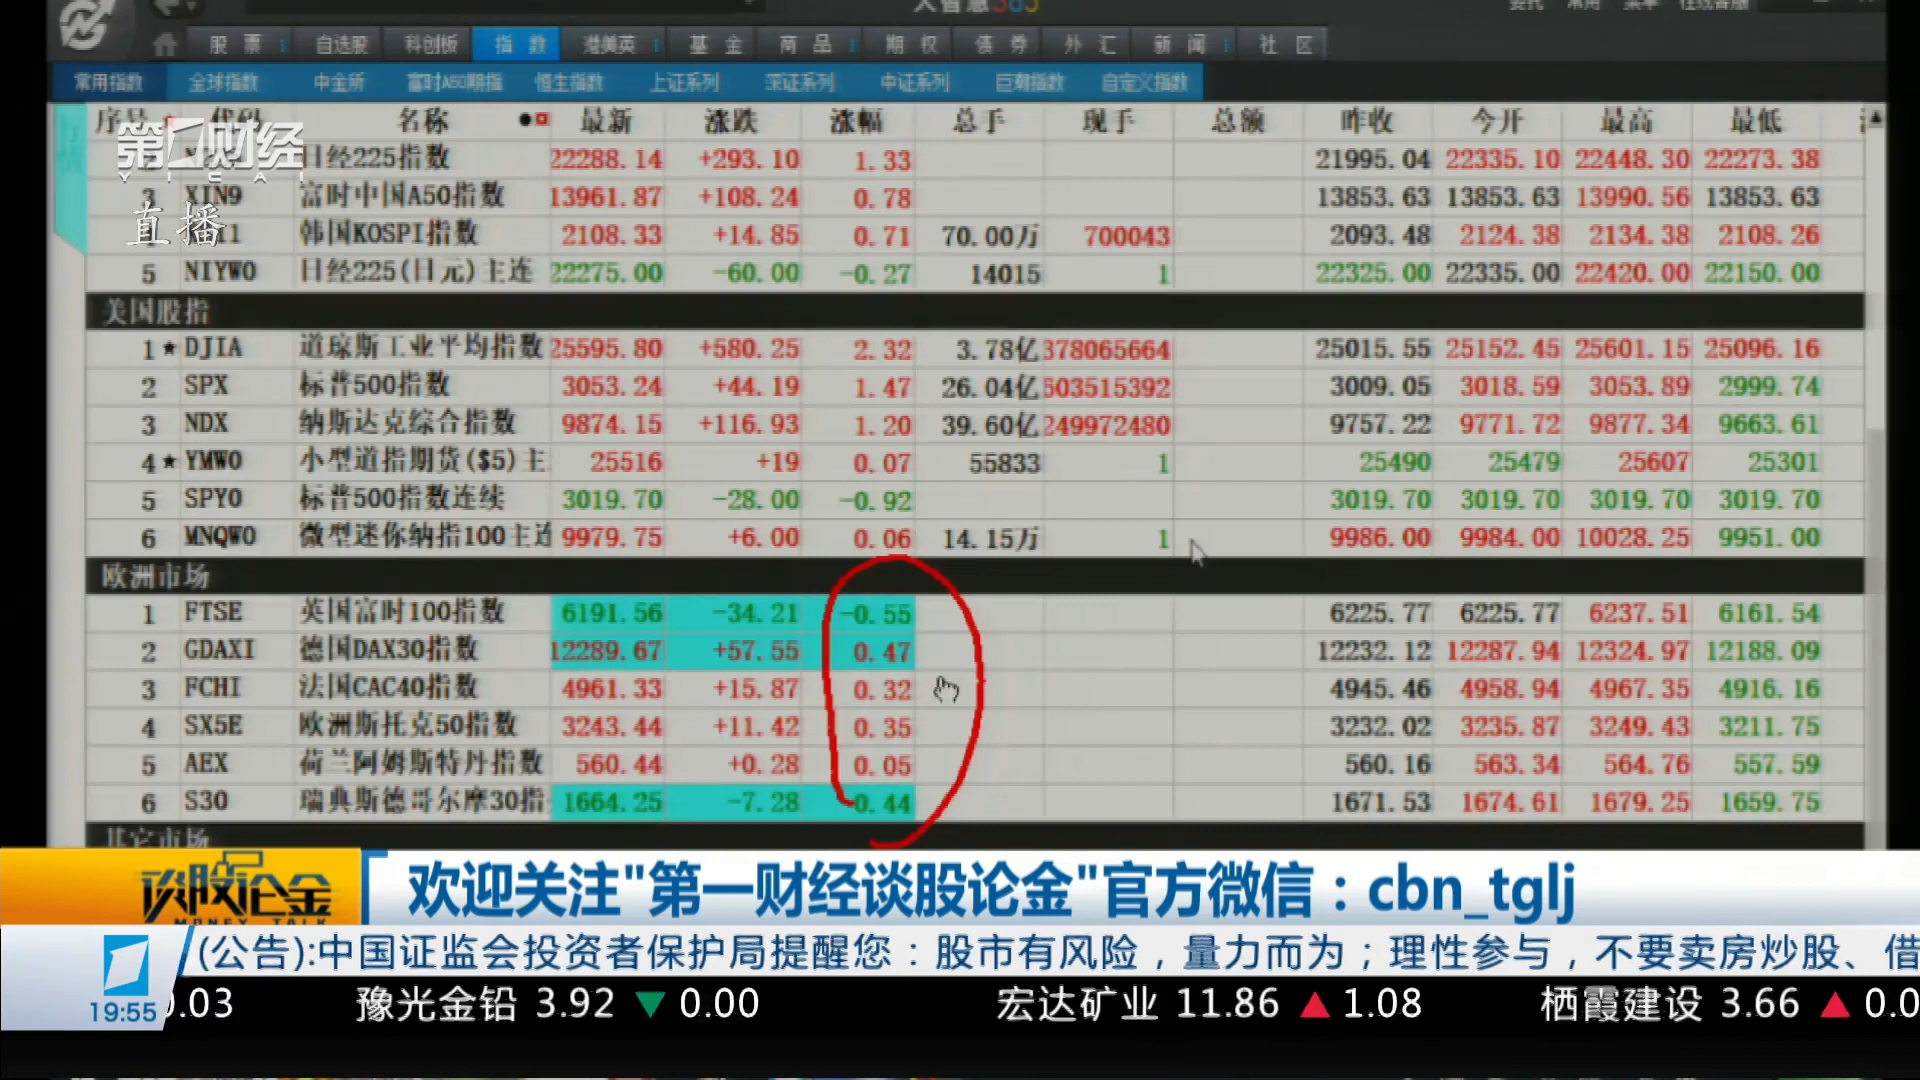 大智慧365
股票 自选股 科创板 指数 港美英 基金 商品 期权 债券 外汇 新闻 社区
常用指数 全球指数 中金所 富时A50期指 恒生指数 上证系列 深证系列 中证系列 巨潮指数 自定义指数
序号 代码 名称 最新 涨跌 涨幅 总手 现手 总额 昨收 今开 最高 最低
第一财经
YICAI
直播
日经225指数 22288.14 +293.10 1.33 21995.04 22335.10 22448.30 22273.38
3 XIN9 富时中国A50指数 13961.87 +108.24 0.78 13853.63 13853.63 13990.56 13853.63
韩国KOSPI指数 2108.33 +14.85 0.71 70.00万 700043 2093.48 2124.38 2134.38 2108.26
5 NIYW0 日经225(日元)主连 22275.00 -60.00 -0.27 14015 1 22325.00 22335.00 22420.00 22150.00
美国股指
1★ DJIA 道琼斯工业平均指数 25595.80 +580.25 2.32 3.78亿 378065664 25015.55 25152.45 25601.15 25096.16
2 SPX 标普500指数 3053.24 +44.19 1.47 26.04亿 603515392 3009.05 3018.59 3053.89 2999.74
3 NDX 纳斯达克综合指数 9874.15 +116.93 1.20 39.60亿 249972480 9757.22 9771.72 9877.34 9663.61
4★ YMW0 小型道指期货($5)主 25516 +19 0.07 55833 1 25490 25479 25607 25301
5 SPY0 标普500指数连续 3019.70 -28.00 -0.92 3019.70 3019.70 3019.70 3019.70
6 MNQW0 微型迷你纳指100主连 9979.75 +6.00 0.06 14.15万 1 9986.00 9984.00 10028.25 9951.00
欧洲市场
1 FTSE 英国富时100指数 6191.56 -34.21 -0.55 6225.77 6225.77 6237.51 6161.54
2 GDAXI 德国DAX30指数 12289.67 +57.55 0.47 12232.12 12287.94 12324.97 12188.09
3 FCHI 法国CAC40指数 4961.33 +15.87 0.32 4945.46 4958.94 4967.35 4916.16
4 SX5E 欧洲斯托克50指数 3243.44 +11.42 0.35 3232.02 3235.87 3249.43 3211.75
5 AEX 荷兰阿姆斯特丹指数 560.44 +0.28 0.05 560.16 563.34 564.76 557.59
6 S30 瑞典斯德哥尔摩30指 1664.25 -7.28 -0.44 1671.53 1674.61 1679.25 1659.75
其它市场
谈股论金
MONEY TALK
欢迎关注"第一财经谈股论金"官方微信：cbn_tglj
(公告):中国证监会投资者保护局提醒您：股市有风险，量力而为；理性参与，不要卖房炒股、借
19:55
0.03 豫光金铅 3.92 ▼ 0.00 宏达矿业 11.86 ▲ 1.08 栖霞建设 3.66 ▲ 0.0